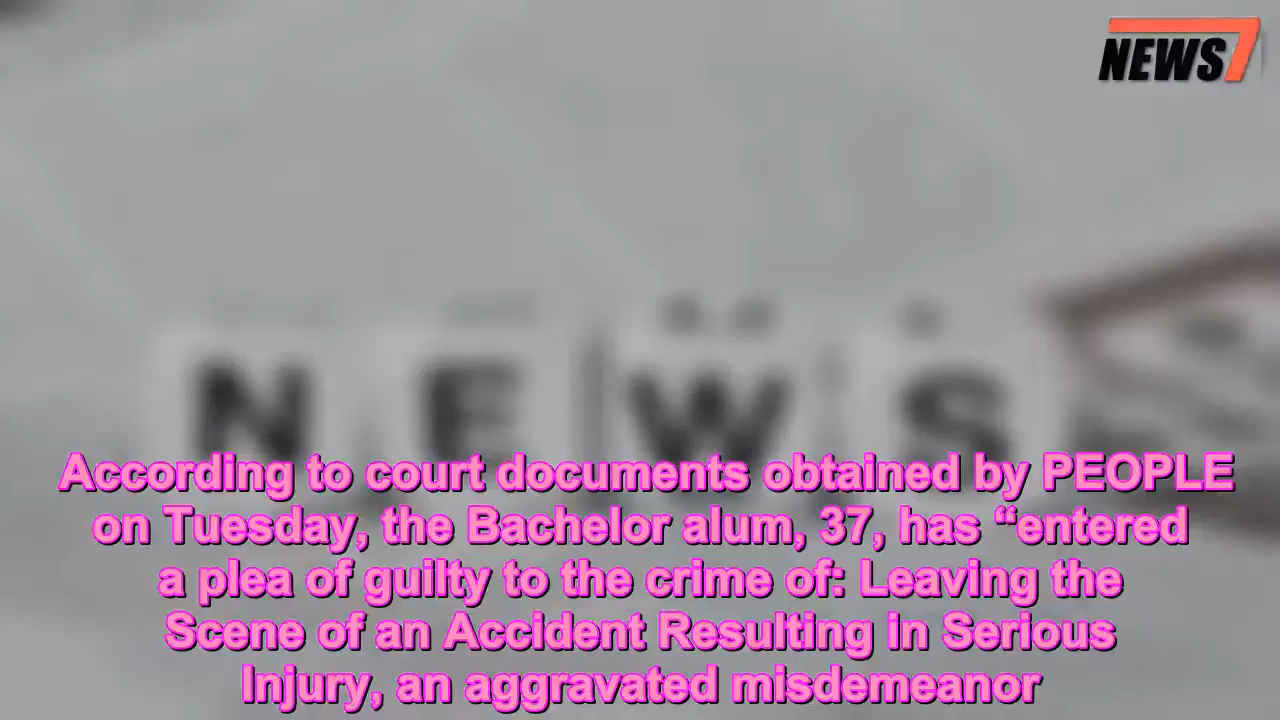 NEWS7
NEWS
According to court documents obtained by PEOPLE
on Tuesday, the Bachelor alum, 37, has “entered
a plea of guilty to the crime of: Leaving the
Scene of an Accident Resulting in Serious
Injury, an aggravated misdemeanor